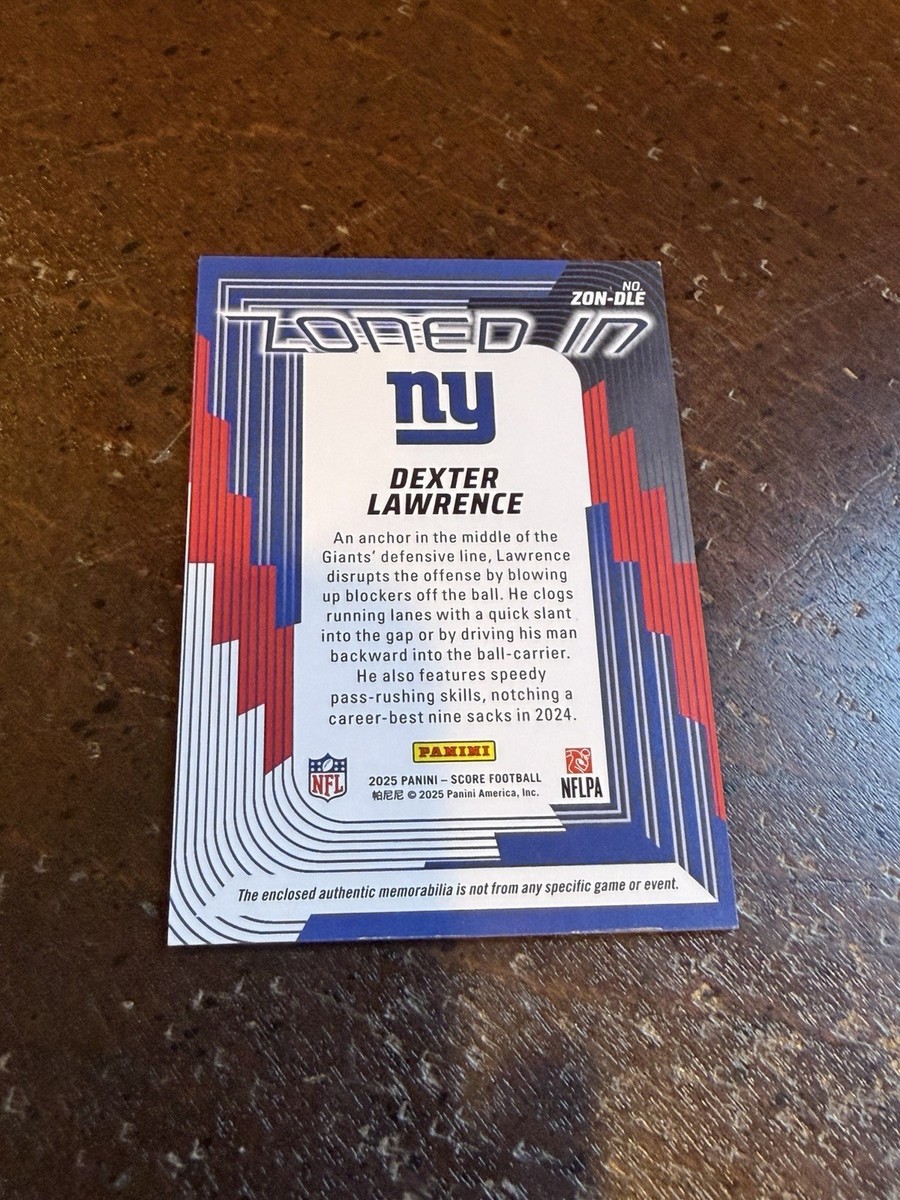 NO.
ZON-DLE
ZONED IN
ny
DEXTER
LAWRENCE
An anchor in the middle of the
Giants' defensive line, Lawrence
disrupts the offense by blowing
up blockers off the ball. He clogs
running lanes with a quick slant
into the gap or by driving his man
backward into the ball-carrier.
He also features speedy
pass-rushing skills, notching a
career-best nine sacks in 2024.
PANINI
NFL
2025 PANINI – SCORE FOOTBALL
帕尼尼 © 2025 Panini America, Inc.
NFLPA
The enclosed authentic memorabilia is not from any specific game or event.